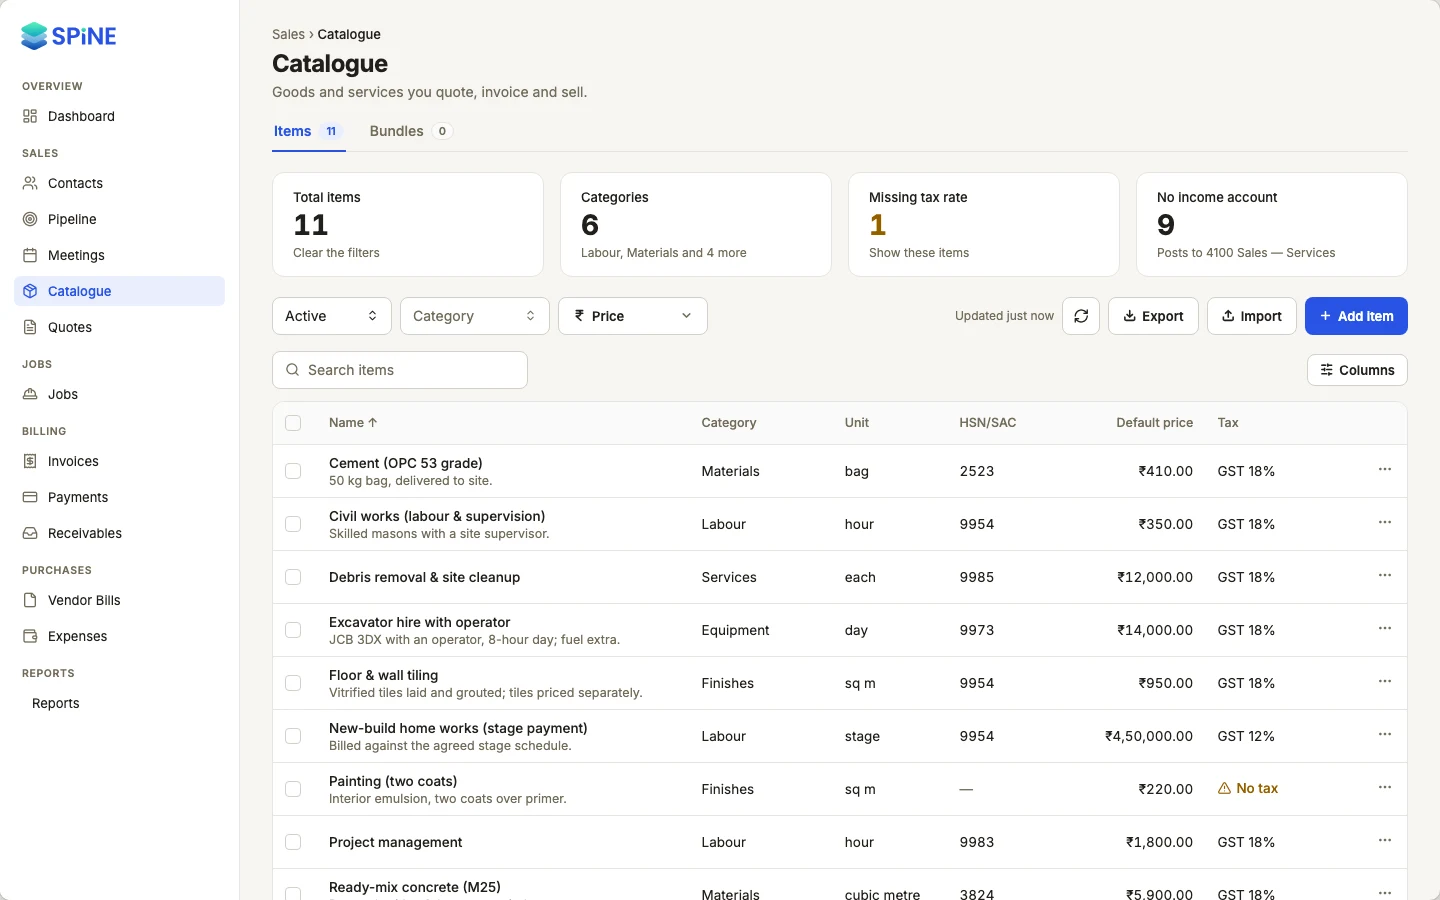 SPiNE
OVERVIEW
Dashboard
SALES
Contacts
Pipeline
Meetings
Catalogue
Quotes
JOBS
Jobs
BILLING
Invoices
Payments
Receivables
PURCHASES
Vendor Bills
Expenses
REPORTS
Reports
Sales › Catalogue
Catalogue
Goods and services you quote, invoice and sell.
Items 11 Bundles 0
Total items
11
Clear the filters
Categories
6
Labour, Materials and 4 more
Missing tax rate
1
Show these items
No income account
9
Posts to 4100 Sales — Services
Active Category ₹ Price Updated just now Export Import + Add Item
Search items Columns
Name ↑ Category Unit HSN/SAC Default price Tax
Cement (OPC 53 grade) Materials bag 2523 ₹410.00 GST 18% ···
50 kg bag, delivered to site.
Civil works (labour & supervision) Labour hour 9954 ₹350.00 GST 18% ···
Skilled masons with a site supervisor.
Debris removal & site cleanup Services each 9985 ₹12,000.00 GST 18% ···
Excavator hire with operator Equipment day 9973 ₹14,000.00 GST 18% ···
JCB 3DX with an operator, 8-hour day; fuel extra.
Floor & wall tiling Finishes sq m 9954 ₹950.00 GST 18% ···
Vitrified tiles laid and grouted; tiles priced separately.
New-build home works (stage payment) Labour stage 9954 ₹4,50,000.00 GST 12% ···
Billed against the agreed stage schedule.
Painting (two coats) Finishes sq m — ₹220.00 No tax ···
Interior emulsion, two coats over primer.
Project management Labour hour 9983 ₹1,800.00 GST 18% ···
Ready-mix concrete (M25) Materials cubic metre 3824 ₹5,900.00 GST 18% ···